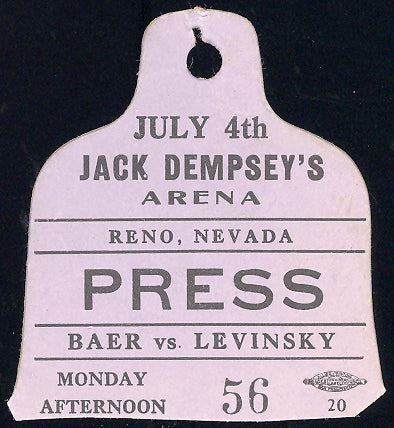 JULY 4th
JACK DEMPSEY'S
ARENA
RENO, NEVADA
PRESS
BAER vs. LEVINSKY
MONDAY
AFTERNOON
56
20